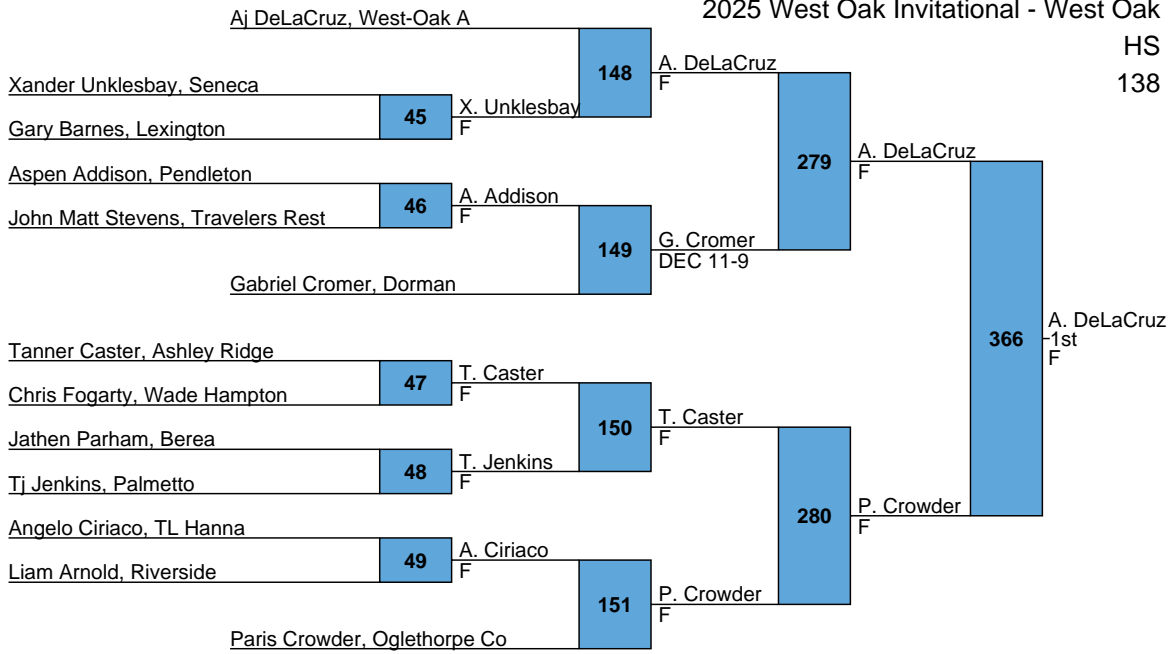 2025 West Oak Invitational - West Oak
HS
138
Aj DeLaCruz, West-Oak A
148
A. DeLaCruz
F
Xander Unklesbay, Seneca
45
X. Unklesbay
F
Gary Barnes, Lexington
279
A. DeLaCruz
F
Aspen Addison, Pendleton
46
A. Addison
F
John Matt Stevens, Travelers Rest
149
G. Cromer
DEC 11-9
Gabriel Cromer, Dorman
366
A. DeLaCruz
1st
F
Tanner Caster, Ashley Ridge
47
T. Caster
F
Chris Fogarty, Wade Hampton
150
T. Caster
F
Jathen Parham, Berea
48
T. Jenkins
F
Tj Jenkins, Palmetto
280
P. Crowder
F
Angelo Ciriaco, TL Hanna
49
A. Ciriaco
F
Liam Arnold, Riverside
151
P. Crowder
F
Paris Crowder, Oglethorpe Co